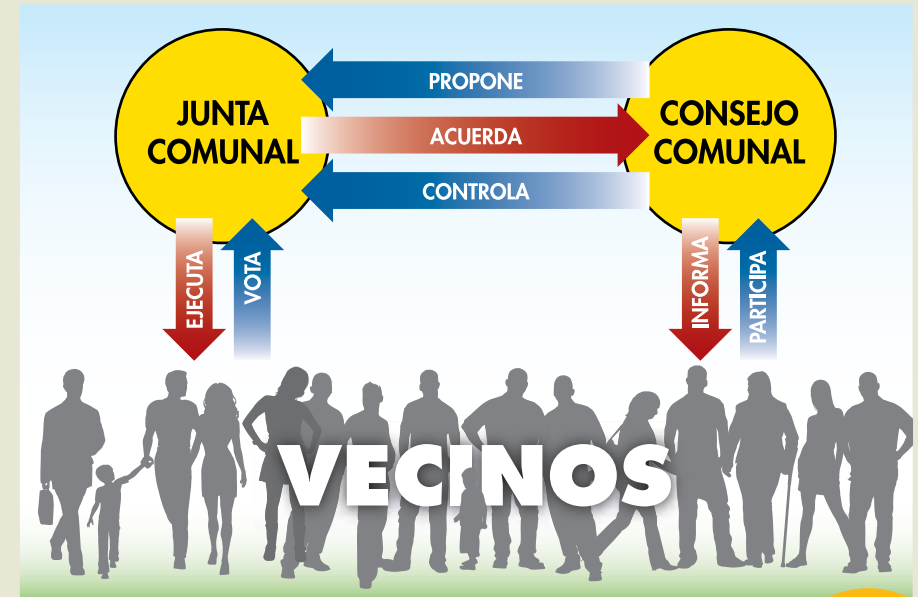 JUNTA
COMUNAL
PROPONE
ACUERDA
CONTROLA
CONSEJO
COMUNAL
EJECUTA
VOTA
INFORMA
PARTICIPA
VECINOS